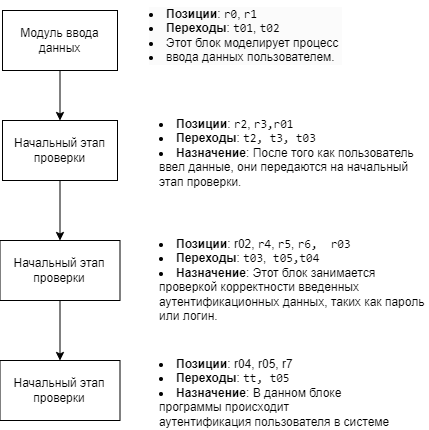 Модуль ввода
данных
• Позиции: r0, r1
• Переходы: t01, t02
• Этот блок моделирует процесс
• ввода данных пользователем.
Начальный этап
проверки
• Позиции: r2, r3,r01
• Переходы: t2, t3, t03
• Назначение: После того как пользователь
ввел данные, они передаются на начальный
этап проверки.
Начальный этап
проверки
• Позиции: r02, r4, r5, r6, r03
• Переходы: t03, t05,t04
• Назначение: Этот блок занимается
проверкой корректности введенных
аутентификационных данных, таких как пароль
или логин.
Начальный этап
проверки
• Позиции: r04, r05, r7
• Переходы: tt, t05
• Назначение: В данном блоке
программы происходит
аутентификация пользователя в системе